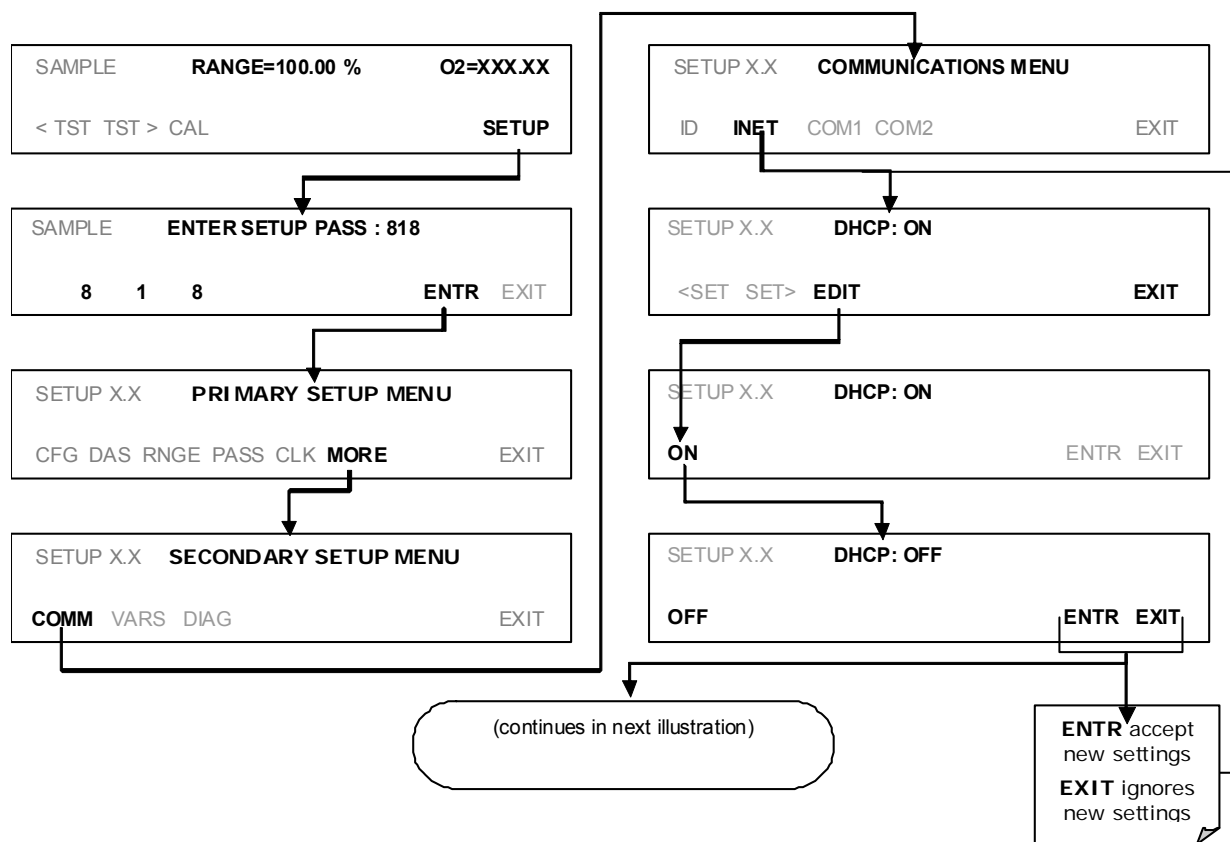 SAMPLE RANGE=100.00 % O2=XXX.XX
< TST TST > CAL SETUP
SAMPLE ENTER SETUP PASS : 818
8 1 8 ENTR EXIT
SETUP X.X PRIMARY SETUP MENU
CFG DAS RNGE PASS CLK MORE EXIT
SETUP X.X SECONDARY SETUP MENU
COMM VARS DIAG EXIT
SETUP X.X COMMUNICATIONS MENU
ID INET COM1 COM2 EXIT
SETUP X.X DHCP: ON
<SET SET> EDIT EXIT
SETUP X.X DHCP: ON
ON ENTR EXIT
SETUP X.X DHCP: OFF
OFF ENTR EXIT
(continues in next illustration)
ENTR accept
new settings
EXIT ignores
new settings